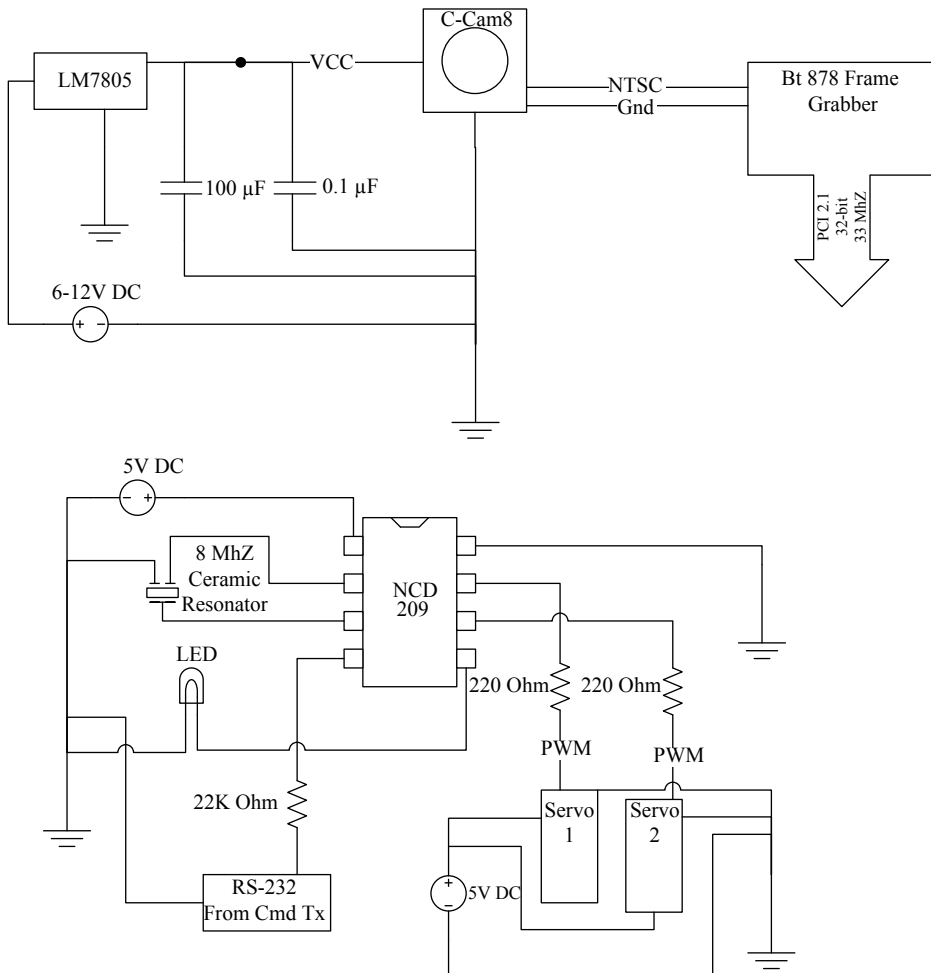 C-Cam8
LM7805
VCC
NTSC
Gnd
Bt 878 Frame
Grabber
100 µF
0.1 µF
PCI 2.1
32-bit
33 MhZ
6-12V DC
+ -
5V DC
- +
8 MhZ
Ceramic
Resonator
NCD
209
LED
220 Ohm
220 Ohm
PWM
PWM
22K Ohm
Servo
1
Servo
2
+
-
5V DC
RS-232
From Cmd Tx